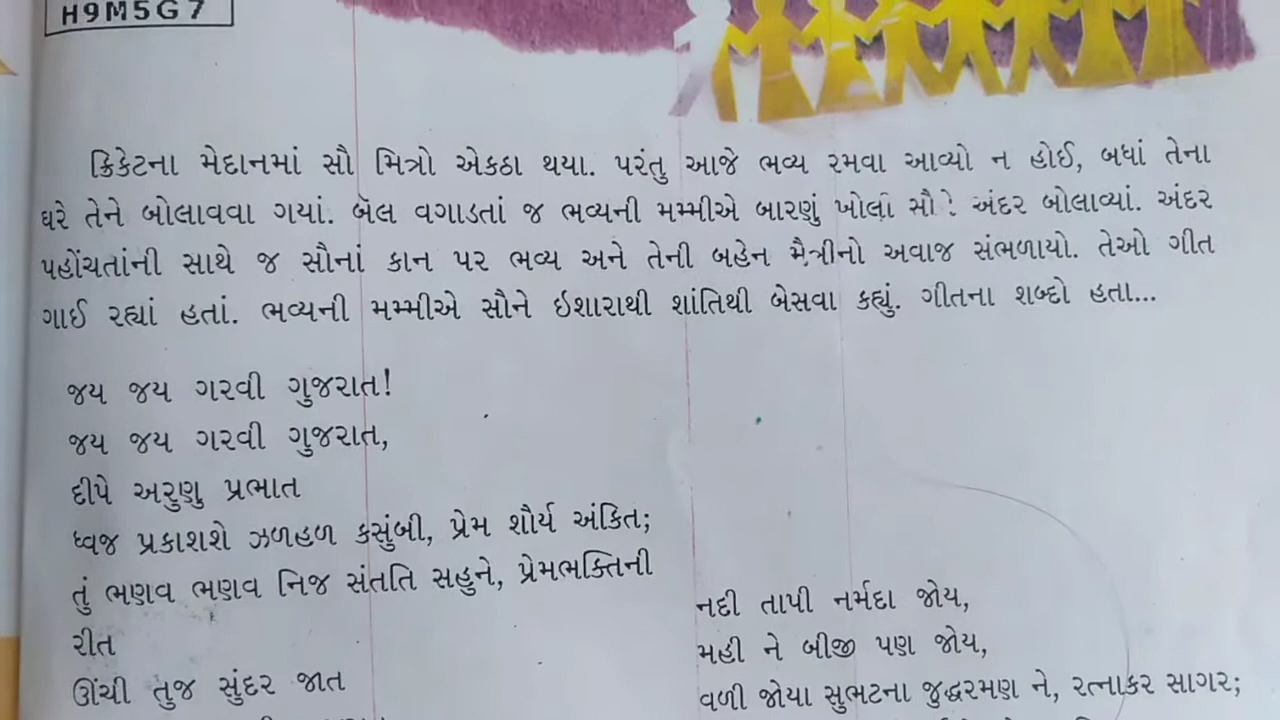 H9M5G7
ક્રિકેટના મેદાનમાં સૌ મિત્રો એકઠા થયા. પરંતુ આજે ભવ્ય રમવા આવ્યો ન હોઈ, બધાં તેના
ઘરે તેને બોલાવવા ગયાં. બૅલ વગાડતાં જ ભવ્યની મમ્મીએ બારણું ખોલી અંદર બોલાવ્યાં. અંદર
પહોંચતાંની સાથે જ સૌનાં કાન પર ભવ્ય અને તેની બહેન મૈત્રીનો અવાજ સંભળાયો. તેઓ ગીત
ગાઈ રહ્યાં હતાં. ભવ્યની મમ્મીએ સૌને ઈશારાથી શાંતિથી બેસવા કહ્યું. ગીતના શબ્દો હતા...
જય જય ગરવી ગુજરાત!
જય જય ગરવી ગુજરાત,
દીપે અરુણુ પ્રભાત
ધ્વજ પ્રકાશશે ઝળહળ કસુંબી, પ્રેમ શૌર્ય અંકિત;
તું ભણવ ભણવ નિજ સંતતિ સહુને, પ્રેમભક્તિની
રીત
ઊંચી તુજ સુંદર જાત
નદી તાપી નર્મદા જોય,
મહી ને બીજી પણ જોય,
વળી જોયા સુભટના જુદ્ધરમણ ને, રત્નાકર સાગર;